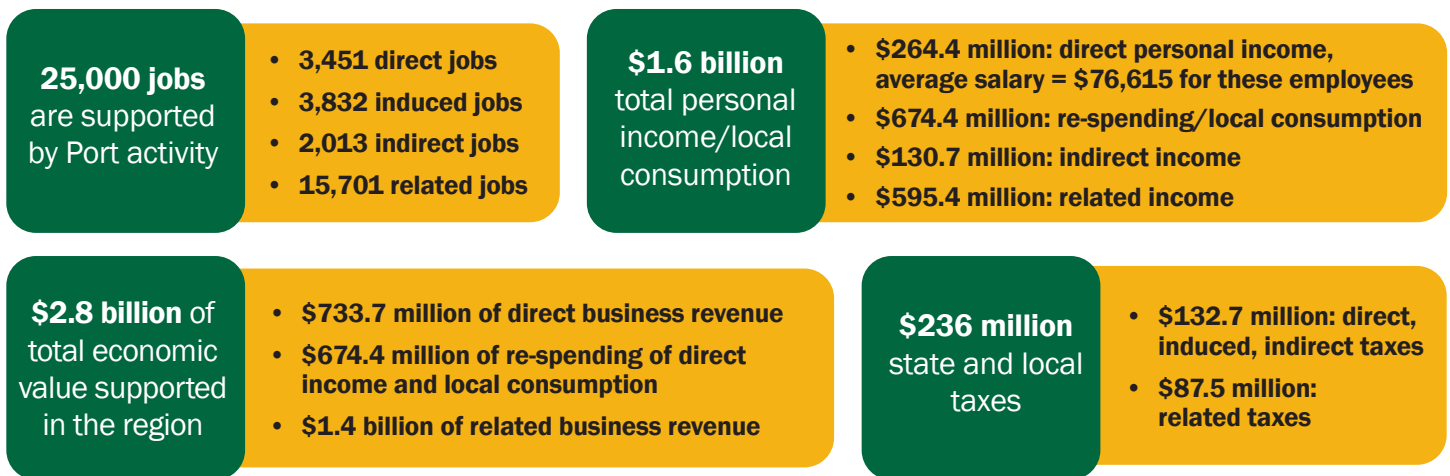 25,000 jobs
are supported
by Port activity
• 3,451 direct jobs
• 3,832 induced jobs
• 2,013 indirect jobs
• 15,701 related jobs
$1.6 billion
total personal
income/local
consumption
• $264.4 million: direct personal income,
average salary = $76,615 for these employees
• $674.4 million: re-spending/local consumption
• $130.7 million: indirect income
• $595.4 million: related income
$2.8 billion of
total economic
value supported
in the region
• $733.7 million of direct business revenue
• $674.4 million of re-spending of direct
income and local consumption
• $1.4 billion of related business revenue
$236 million
state and local
taxes
• $132.7 million: direct,
induced, indirect taxes
• $87.5 million:
related taxes